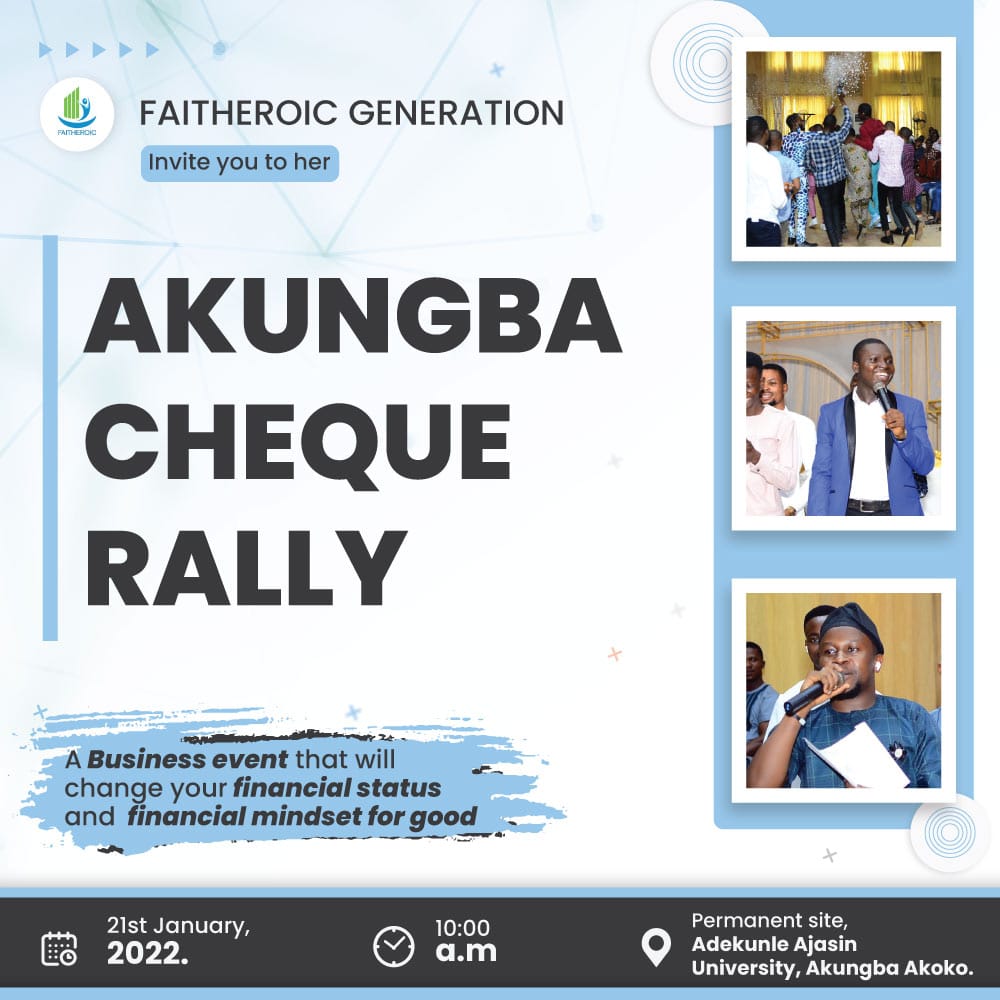 FAITHEROIC
FAITHEROIC GENERATION
Invite you to her
AKUNGBA
CHEQUE
RALLY
A Business event that will
change your financial status
and financial mindset for good
21st January,
2022.
10:00
a.m
Permanent site,
Adekunle Ajasin
University, Akungba Akoko.